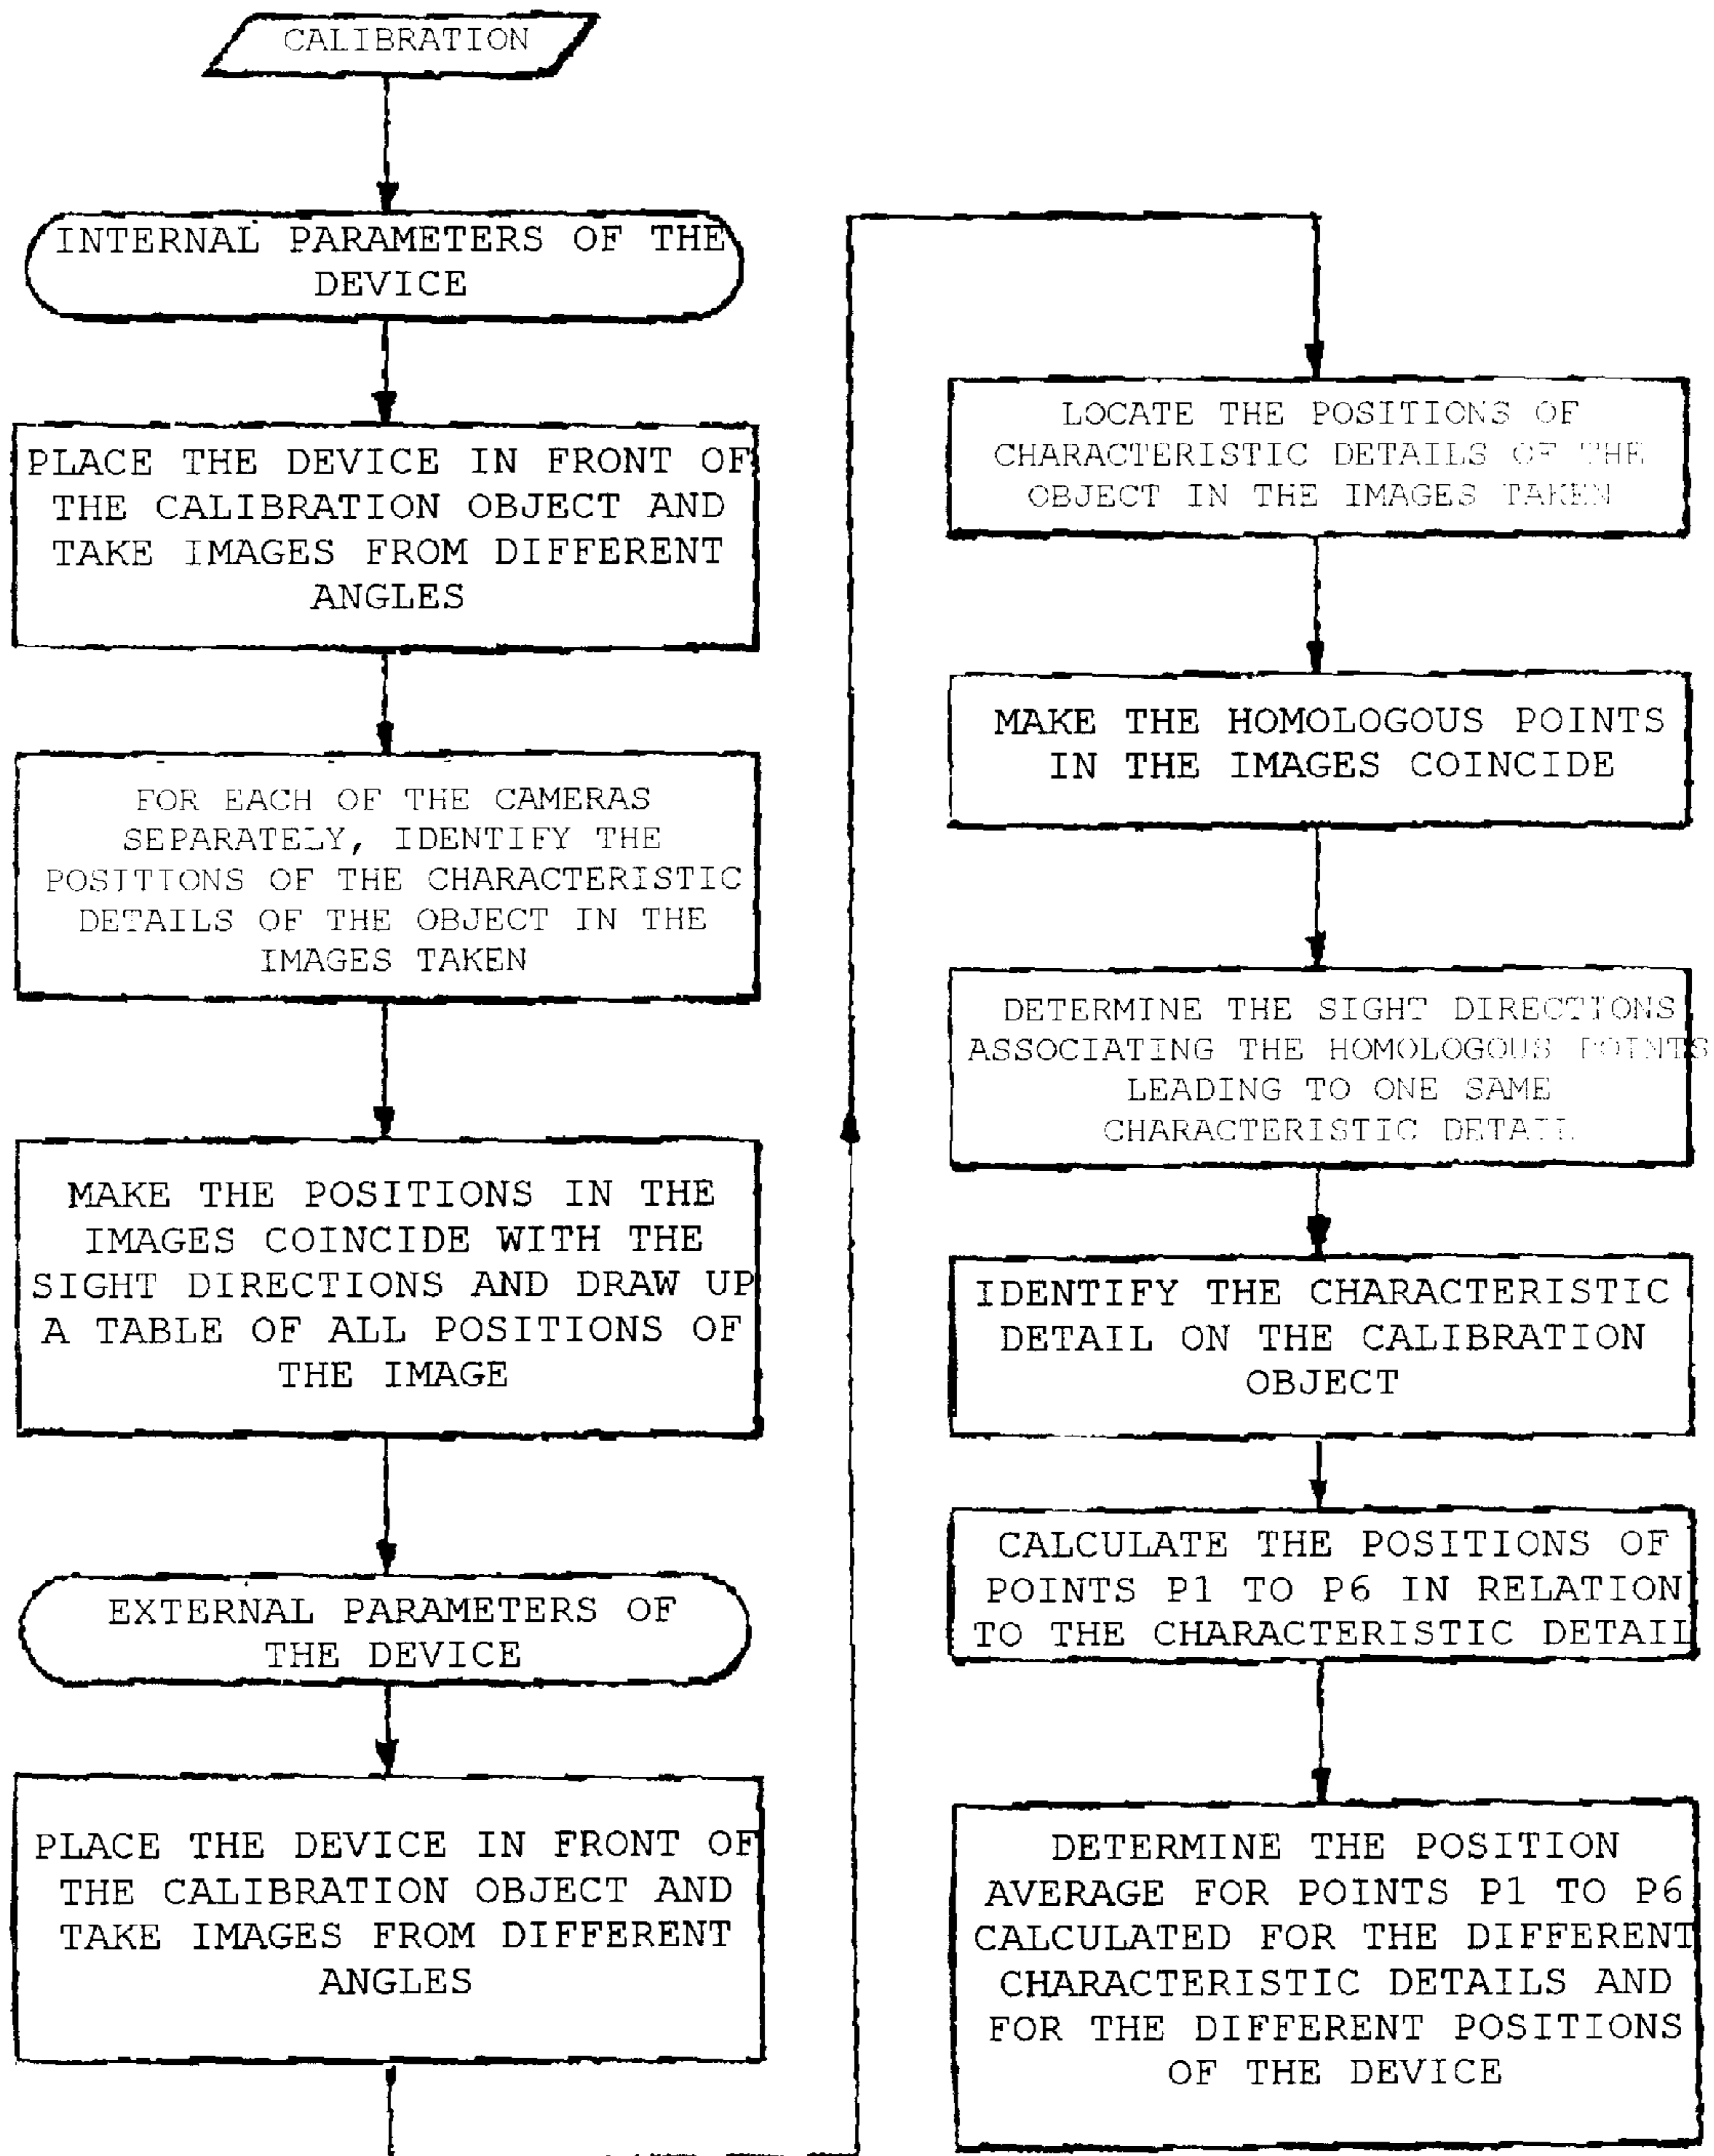 CALIBRATION
INTERNAL PARAMETERS OF THE
DEVICE
PLACE THE DEVICE IN FRONT OF
THE CALIBRATION OBJECT AND
TAKE IMAGES FROM DIFFERENT
ANGLES
FOR EACH OF THE CAMERAS
SEPARATELY, IDENTIFY THE
POSITIONS OF THE CHARACTERISTIC
DETAILS OF THE OBJECT IN THE
IMAGES TAKEN
MAKE THE POSITIONS IN THE
IMAGES COINCIDE WITH THE
SIGHT DIRECTIONS AND DRAW UP
A TABLE OF ALL POSITIONS OF
THE IMAGE
EXTERNAL PARAMETERS OF
THE DEVICE
PLACE THE DEVICE IN FRONT OF
THE CALIBRATION OBJECT AND
TAKE IMAGES FROM DIFFERENT
ANGLES
LOCATE THE POSITIONS OF
CHARACTERISTIC DETAILS OF THE
OBJECT IN THE IMAGES TAKEN
MAKE THE HOMOLOGOUS POINTS
IN THE IMAGES COINCIDE
DETERMINE THE SIGHT DIRECTIONS
ASSOCIATING THE HOMOLOGOUS POINTS
LEADING TO ONE SAME
CHARACTERISTIC DETAIL
IDENTIFY THE CHARACTERISTIC
DETAIL ON THE CALIBRATION
OBJECT
CALCULATE THE POSITIONS OF
POINTS P1 TO P6 IN RELATION
TO THE CHARACTERISTIC DETAIL
DETERMINE THE POSITION
AVERAGE FOR POINTS P1 TO P6
CALCULATED FOR THE DIFFERENT
CHARACTERISTIC DETAILS AND
FOR THE DIFFERENT POSITIONS
OF THE DEVICE